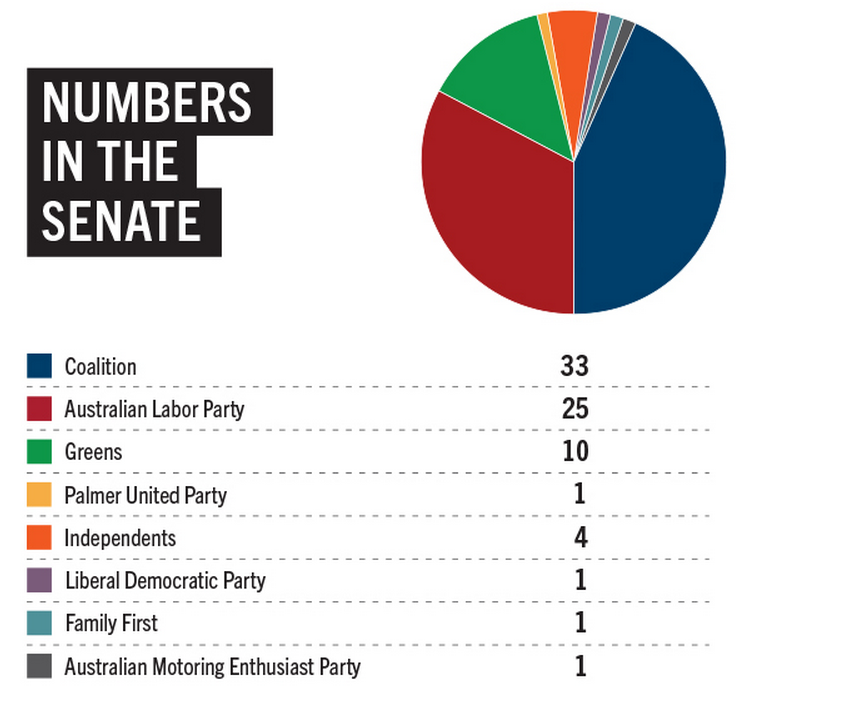 NUMBERS
IN THE
SENATE
Coalition 33
Australian Labor Party 25
Greens 10
Palmer United Party 1
Independents 4
Liberal Democratic Party 1
Family First 1
Australian Motoring Enthusiast Party 1